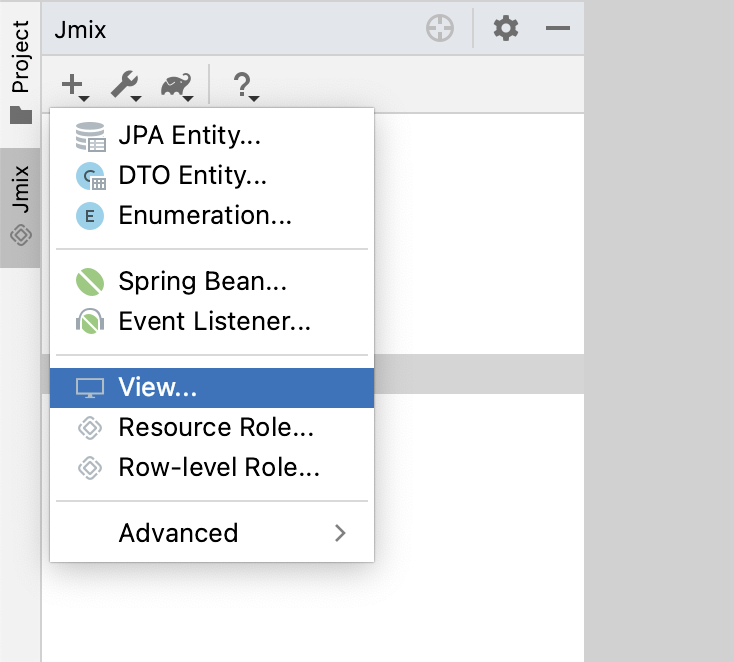 Jmix
Project
Jmix
?
JPA Entity...
DTO Entity...
C
Enumeration...
E
Spring Bean...
Event Listener...
View...
Resource Role...
Row-level Role...
Advanced